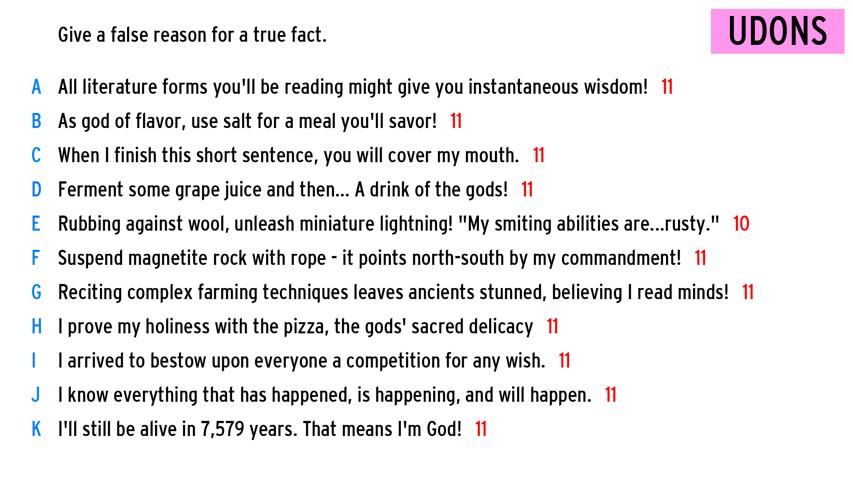 Give a false reason for a true fact.
UDONS
A All literature forms you'll be reading might give you instantaneous wisdom! 11
B As god of flavor, use salt for a meal you'll savor! 11
C When I finish this short sentence, you will cover my mouth. 11
D Ferment some grape juice and then... A drink of the gods! 11
E Rubbing against wool, unleash miniature lightning! "My smiting abilities are...rusty." 10
F Suspend magnetite rock with rope - it points north-south by my commandment! 11
G Reciting complex farming techniques leaves ancients stunned, believing I read minds! 11
H I prove my holiness with the pizza, the gods' sacred delicacy 11
I I arrived to bestow upon everyone a competition for any wish. 11
J I know everything that has happened, is happening, and will happen. 11
K I'll still be alive in 7,579 years. That means I'm God! 11